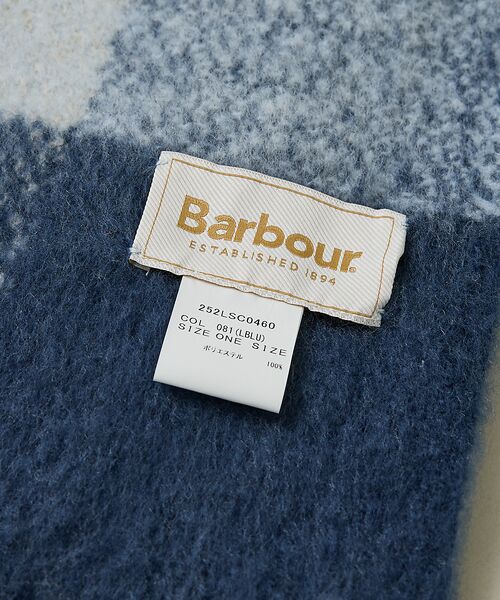 Barbour
ESTABLISHED 1894
252LSC0460
COL 081(LBLU)
SIZE ONE SIZE
ポリエステル 100%